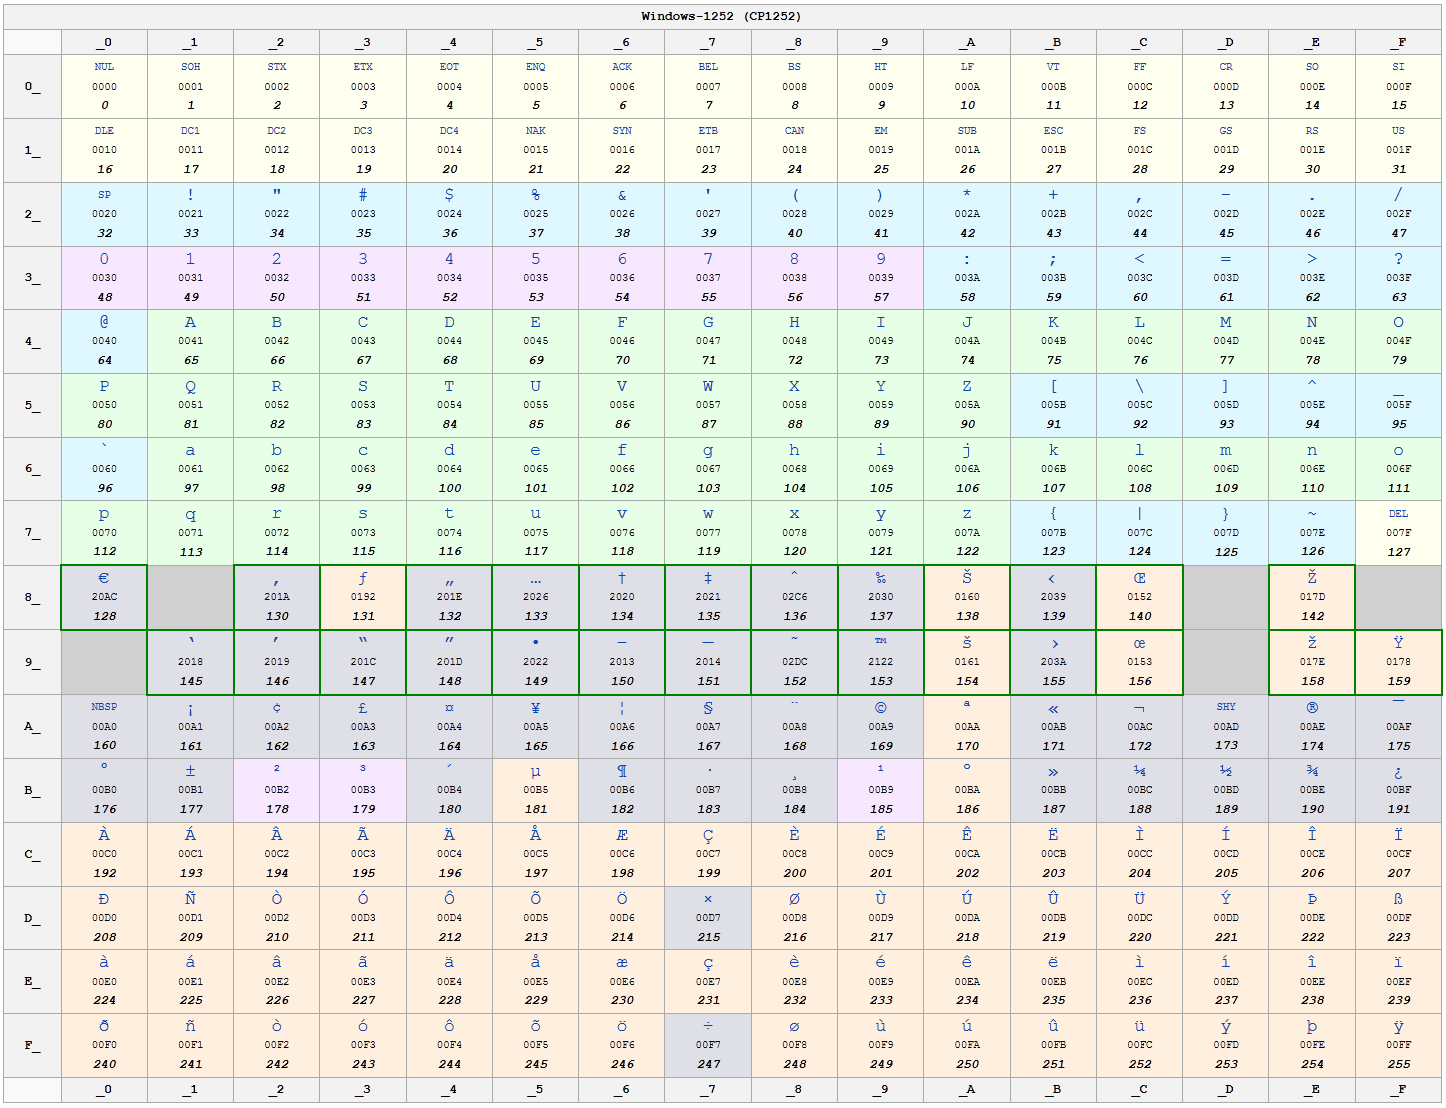 Windows-1252 (CP1252)
_0 _1 _2 _3 _4 _5 _6 _7 _8 _9 _A _B _C _D _E _F
NUL SOH STX ETX EOT ENQ ACK BEL BS HT LF VT FF CR SO SI
0_ 0000 0001 0002 0003 0004 0005 0006 0007 0008 0009 000A 000B 000C 000D 000E 000F
0 1 2 3 4 5 6 7 8 9 10 11 12 13 14 15
DLE DC1 DC2 DC3 DC4 NAK SYN ETB CAN EM SUB ESC FS GS RS US
1_ 0010 0011 0012 0013 0014 0015 0016 0017 0018 0019 001A 001B 001C 001D 001E 001F
16 17 18 19 20 21 22 23 24 25 26 27 28 29 30 31
SP ! " # $ % & ' ( ) * + , - . /
2_ 0020 0021 0022 0023 0024 0025 0026 0027 0028 0029 002A 002B 002C 002D 002E 002F
32 33 34 35 36 37 38 39 40 41 42 43 44 45 46 47
0 1 2 3 4 5 6 7 8 9 : ; < = > ?
3_ 0030 0031 0032 0033 0034 0035 0036 0037 0038 0039 003A 003B 003C 003D 003E 003F
48 49 50 51 52 53 54 55 56 57 58 59 60 61 62 63
@ A B C D E F G H I J K L M N O
4_ 0040 0041 0042 0043 0044 0045 0046 0047 0048 0049 004A 004B 004C 004D 004E 004F
64 65 66 67 68 69 70 71 72 73 74 75 76 77 78 79
P Q R S T U V W X Y Z [ \ ] ^ _
5_ 0050 0051 0052 0053 0054 0055 0056 0057 0058 0059 005A 005B 005C 005D 005E 005F
80 81 82 83 84 85 86 87 88 89 90 91 92 93 94 95
` a b c d e f g h i j k l m n o
6_ 0060 0061 0062 0063 0064 0065 0066 0067 0068 0069 006A 006B 006C 006D 006E 006F
96 97 98 99 100 101 102 103 104 105 106 107 108 109 110 111
p q r s t u v w x y z { | } ~ DEL
7_ 0070 0071 0072 0073 0074 0075 0076 0077 0078 0079 007A 007B 007C 007D 007E 007F
112 113 114 115 116 117 118 119 120 121 122 123 124 125 126 127
€ ‚ ƒ „ … † ‡ ˆ ‰ Š ‹ Œ Ž
8_ 20AC 201A 0192 201E 2026 2020 2021 02C6 2030 0160 2039 0152 017D
128 130 131 132 133 134 135 136 137 138 139 140 142
‘ ’ “ ” • – — ˜ ™ š › œ ž Ÿ
9_ 2018 2019 201C 201D 2022 2013 2014 02DC 2122 0161 203A 0153 017E 0178
145 146 147 148 149 150 151 152 153 154 155 156 158 159
NBSP ¡ ¢ £ ¤ ¥ ¦ § ¨ © ª « ¬ SHY ® ¯
A_ 00A0 00A1 00A2 00A3 00A4 00A5 00A6 00A7 00A8 00A9 00AA 00AB 00AC 00AD 00AE 00AF
160 161 162 163 164 165 166 167 168 169 170 171 172 173 174 175
° ± ² ³ ´ µ ¶ · ¸ ¹ º » ¼ ½ ¾ ¿
B_ 00B0 00B1 00B2 00B3 00B4 00B5 00B6 00B7 00B8 00B9 00BA 00BB 00BC 00BD 00BE 00BF
176 177 178 179 180 181 182 183 184 185 186 187 188 189 190 191
À Á Â Ã Ä Å Æ Ç È É Ê Ë Ì Í Î Ï
C_ 00C0 00C1 00C2 00C3 00C4 00C5 00C6 00C7 00C8 00C9 00CA 00CB 00CC 00CD 00CE 00CF
192 193 194 195 196 197 198 199 200 201 202 203 204 205 206 207
Ð Ñ Ò Ó Ô Õ Ö × Ø Ù Ú Û Ü Ý Þ ß
D_ 00D0 00D1 00D2 00D3 00D4 00D5 00D6 00D7 00D8 00D9 00DA 00DB 00DC 00DD 00DE 00DF
208 209 210 211 212 213 214 215 216 217 218 219 220 221 222 223
à á â ã ä å æ ç è é ê ë ì í î ï
E_ 00E0 00E1 00E2 00E3 00E4 00E5 00E6 00E7 00E8 00E9 00EA 00EB 00EC 00ED 00EE 00EF
224 225 226 227 228 229 230 231 232 233 234 235 236 237 238 239
ð ñ ò ó ô õ ö ÷ ø ù ú û ü ý þ ÿ
F_ 00F0 00F1 00F2 00F3 00F4 00F5 00F6 00F7 00F8 00F9 00FA 00FB 00FC 00FD 00FE 00FF
240 241 242 243 244 245 246 247 248 249 250 251 252 253 254 255
_0 _1 _2 _3 _4 _5 _6 _7 _8 _9 _A _B _C _D _E _F